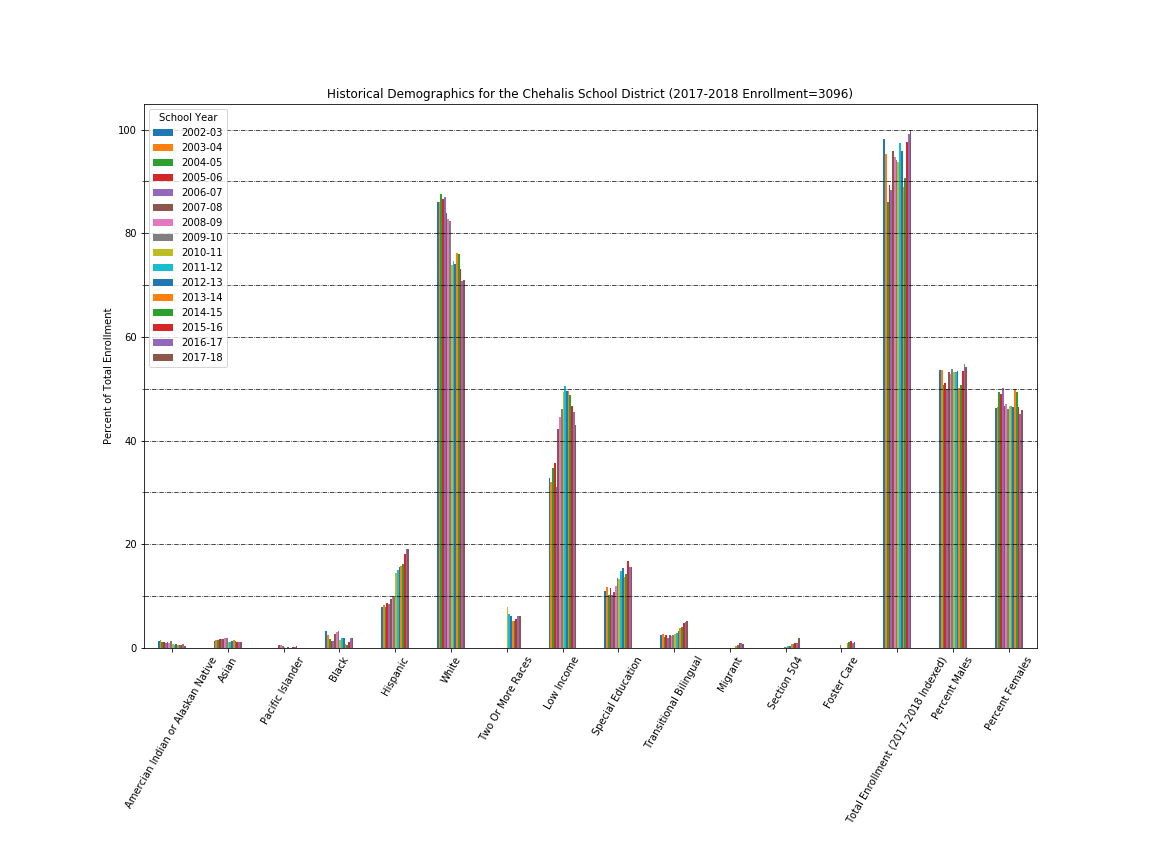 Historical Demographics for the Chehalis School District (2017-2018 Enrollment=3096)
School Year
2002-03
2003-04
2004-05
2005-06
2006-07
2007-08
2008-09
2009-10
2010-11
2011-12
2012-13
2013-14
2014-15
2015-16
2016-17
2017-18
Percent of Total Enrollment
100
80
60
40
20
0
Amercian Indian or Alaskan Native
Asian
Pacific Islander
Black
Hispanic
White
Two Or More Races
Low Income
Special Education
Transitional Bilingual
Migrant
Section 504
Foster Care
Total Enrollment (2017-2018 Indexed)
Percent Males
Percent Females